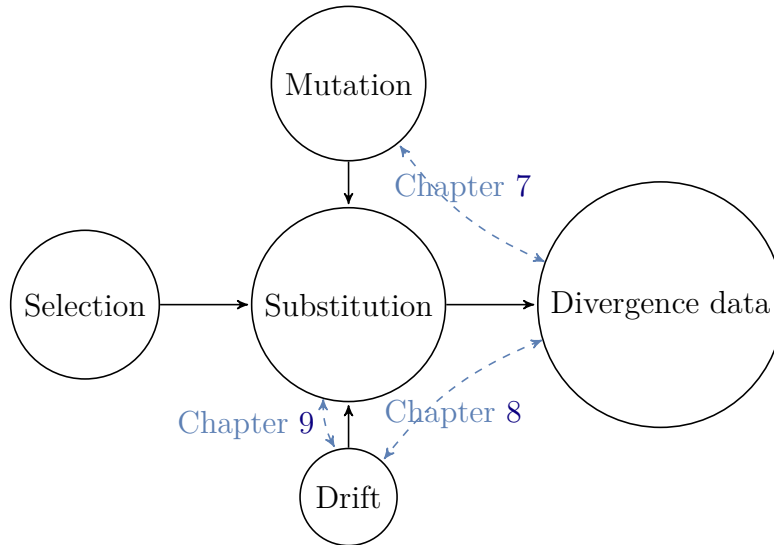 Mutation
Chapter 7
Selection
Substitution
Divergence data
Chapter 9
Chapter 8
Drift